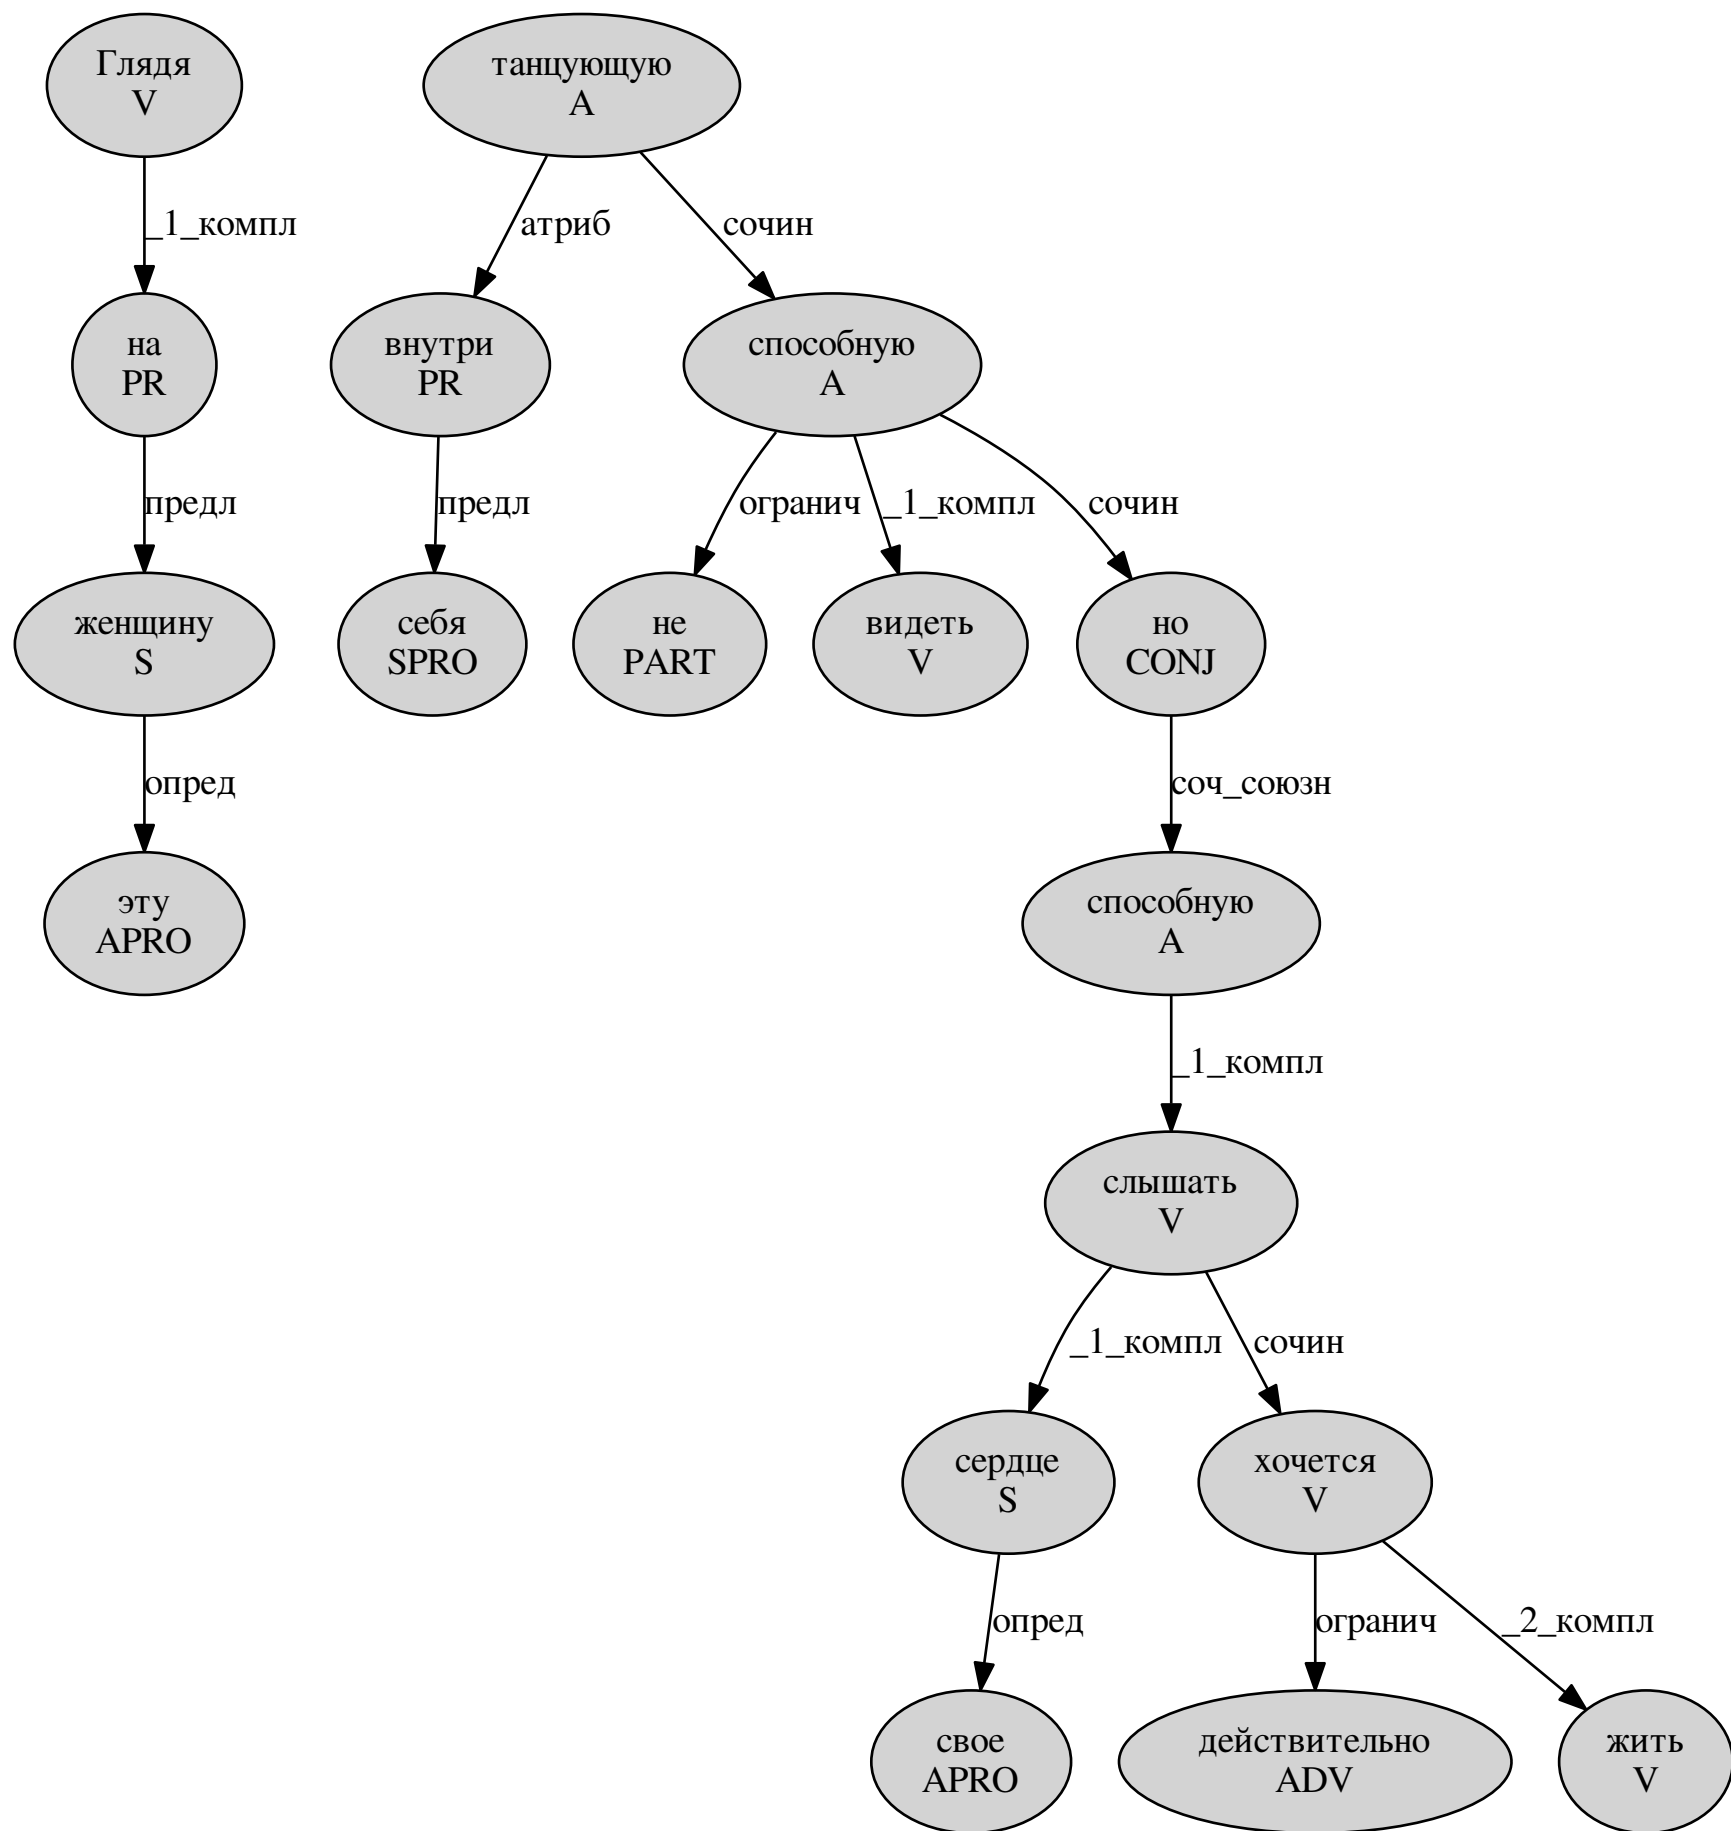 Глядя
V
танцующую
A
_1_компл
атриб
сочин
на
PR
внутри
PR
способную
A
предл
предл
огранич
_1_компл
сочин
женщину
S
себя
SPRO
не
PART
видеть
V
но
CONJ
опред
соч_союзн
эту
APRO
способную
A
_1_компл
слышать
V
_1_компл
сочин
сердце
S
хочется
V
опред
огранич
_2_компл
свое
APRO
действительно
ADV
жить
V